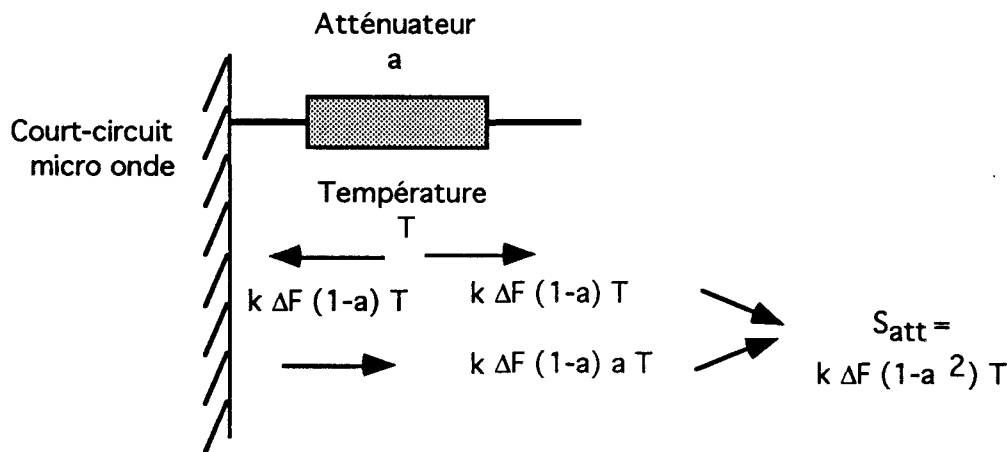 Atténuateur
a
Court-circuit
micro onde
Température
T
k ΔF (1-a) T
k ΔF (1-a) T
k ΔF (1-a) a T
S_att =
k ΔF (1-a ²) T